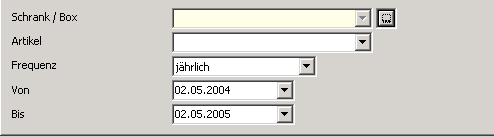 Schrank / Box
Artikel
Frequenz jährlich
Von 02.05.2004
Bis 02.05.2005